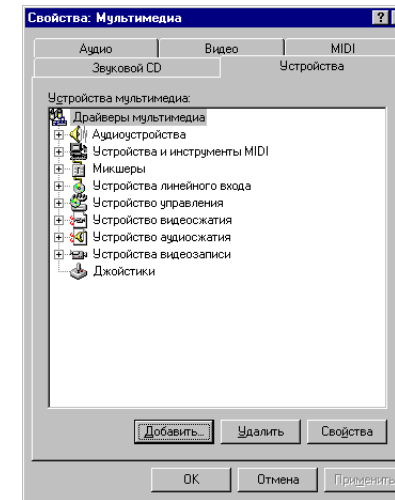 Свойства: Мультимедиа
Аудио Видео MIDI
Звуковой CD Устройства
Устройства мультимедиа:
Драйверы мультимедиа
Аудиоустройства
Устройства и инструменты MIDI
Микшеры
Устройства линейного входа
Устройство управления
Устройство видеосжатия
Устройство аудиосжатия
Устройства видеозаписи
Джойстики
Добавить... Удалить Свойства
OK Отмена Применить